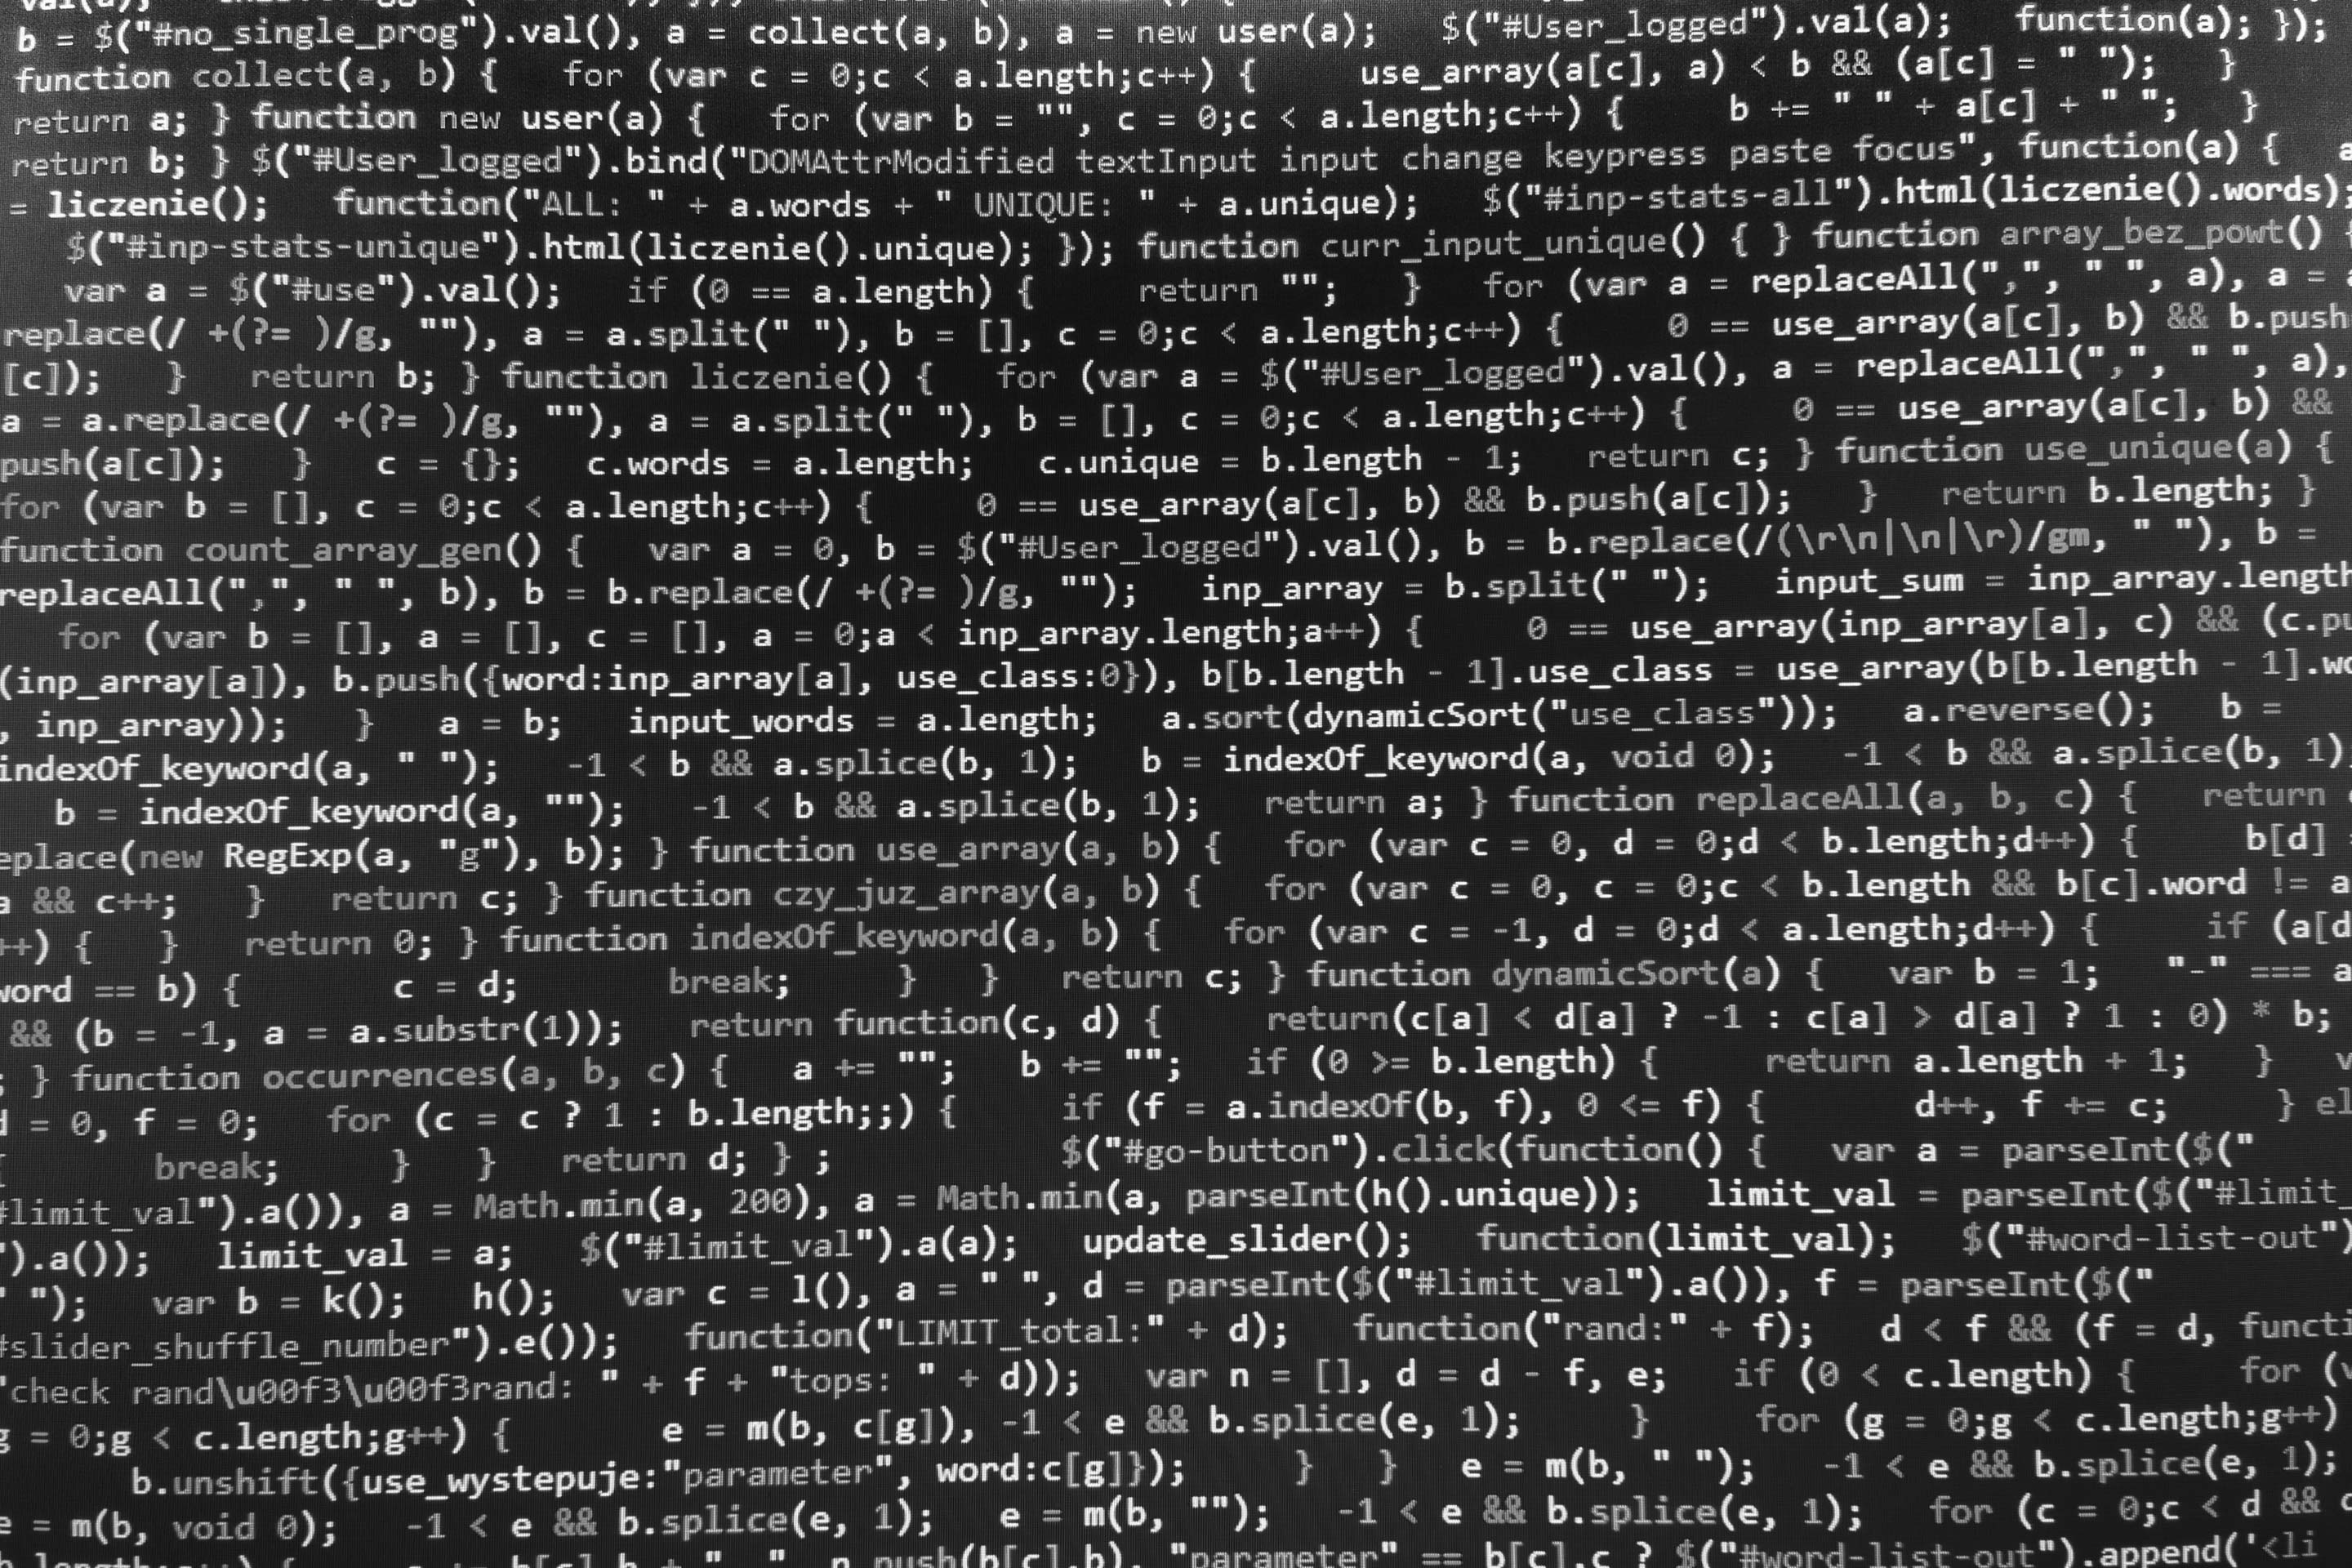 b = $("#no_single_prog").val(), a = collect(a, b), a = new user(a); $("#User_logged").val(a); function(a); });
function collect(a, b) { for (var c = 0;c < a.length;c++) { use_array(a[c], a) < b && (a[c] = " "); }
return a; } function new user(a) { for (var b = "", c = 0;c < a.length;c++) { b += " " + a[c] + " "; }
return b; } $("#User_logged").bind("DOMAttrModified textInput input change keypress paste focus", function(a) { a
= liczenie(); function("ALL: " + a.words + " UNIQUE: " + a.unique); $("#inp-stats-all").html(liczenie().words);
$("#inp-stats-unique").html(liczenie().unique); }); function curr_input_unique() { } function array_bez_powt() {
var a = $("#use").val(); if (0 == a.length) { return ""; } for (var a = replaceAll(",", " ", a), a =
replace(/ +(?= )/g, ""), a = a.split(" "), b = [], c = 0;c < a.length;c++) { 0 == use_array(a[c], b) && b.push
[c]); } return b; } function liczenie() { for (var a = $("#User_logged").val(), a = replaceAll(",", " ", a),
a = a.replace(/ +(?= )/g, ""), a = a.split(" "), b = [], c = 0;c < a.length;c++) { 0 == use_array(a[c], b) &&
push(a[c]); } c = {}; c.words = a.length; c.unique = b.length - 1; return c; } function use_unique(a) {
for (var b = [], c = 0;c < a.length;c++) { 0 == use_array(a[c], b) && b.push(a[c]); } return b.length; }
function count_array_gen() { var a = 0, b = $("#User_logged").val(), b = b.replace(/(\r\n|\n|\r)/gm, " "), b =
replaceAll(",", " ", b), b = b.replace(/ +(?= )/g, ""); inp_array = b.split(" "); input_sum = inp_array.length
for (var b = [], a = [], c = [], a = 0;a < inp_array.length;a++) { 0 == use_array(inp_array[a], c) && (c.pu
(inp_array[a]), b.push({word:inp_array[a], use_class:0}), b[b.length - 1].use_class = use_array(b[b.length - 1].wo
, inp_array)); } a = b; input_words = a.length; a.sort(dynamicSort("use_class")); a.reverse(); b =
indexOf_keyword(a, " "); -1 < b && a.splice(b, 1); b = indexOf_keyword(a, void 0); -1 < b && a.splice(b, 1)
b = indexOf_keyword(a, ""); -1 < b && a.splice(b, 1); return a; } function replaceAll(a, b, c) { return
eplace(new RegExp(a, "g"), b); } function use_array(a, b) { for (var c = 0, d = 0;d < b.length;d++) { b[d]
a && c++; } return c; } function czy_juz_array(a, b) { for (var c = 0, c = 0;c < b.length && b[c].word != a
++) { } return 0; } function indexOf_keyword(a, b) { for (var c = -1, d = 0;d < a.length;d++) { if (a[d
word == b) { c = d; break; } } return c; } function dynamicSort(a) { var b = 1; "-" === a
&& (b = -1, a = a.substr(1)); return function(c, d) { return(c[a] < d[a] ? -1 : c[a] > d[a] ? 1 : 0) * b;
; } function occurrences(a, b, c) { a += ""; b += ""; if (0 >= b.length) { return a.length + 1; } v
d = 0, f = 0; for (c = c ? 1 : b.length;;) { if (f = a.indexOf(b, f), 0 <= f) { d++, f += c; } el
{ break; } } return d; } ; $("#go-button").click(function() { var a = parseInt($("
#limit_val").a()), a = Math.min(a, 200), a = Math.min(a, parseInt(h().unique)); limit_val = parseInt($("#limit_
").a()); limit_val = a; $("#limit_val").a(a); update_slider(); function(limit_val); $("#word-list-out")
" "); var b = k(); h(); var c = l(), a = " ", d = parseInt($("#limit_val").a()), f = parseInt($("
#slider_shuffle_number").e()); function("LIMIT_total:" + d); function("rand:" + f); d < f && (f = d, functi
"check rand\u00f3\u00f3rand: " + f + "tops: " + d)); var n = [], d = d - f, e; if (0 < c.length) { for (v
g = 0;g < c.length;g++) { e = m(b, c[g]), -1 < e && b.splice(e, 1); } for (g = 0;g < c.length;g++)
b.unshift({use_wystepuje:"parameter", word:c[g]}); } } e = m(b, " "); -1 < e && b.splice(e, 1);
e = m(b, void 0); -1 < e && b.splice(e, 1); e = m(b, ""); -1 < e && b.splice(e, 1); for (c = 0;c < d &&
push(b[c].b), "parameter" == b[c].c ? $("#word-list-out").append('<li